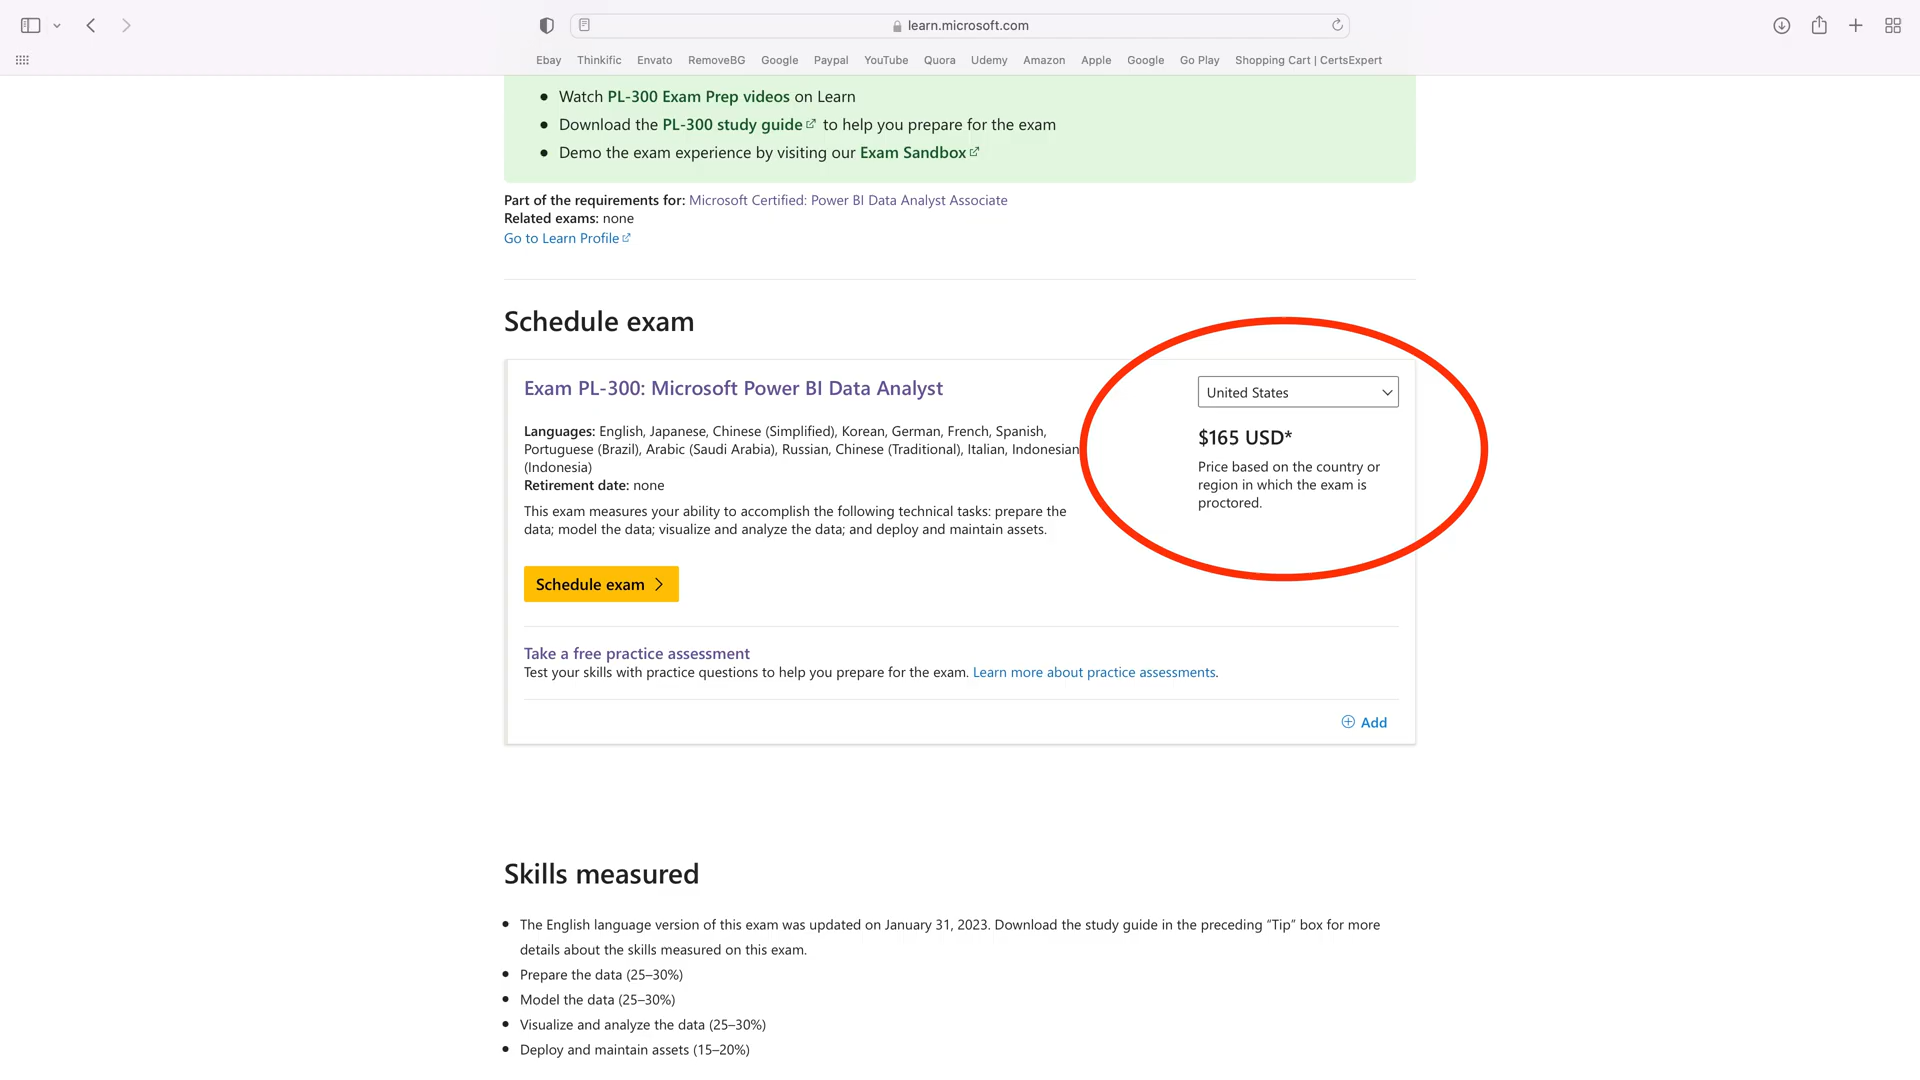 learn.microsoft.com
Ebay Thinkific Envato RemoveBG Google Paypal YouTube Quora Udemy Amazon Apple Google Go Play Shopping Cart | CertsExpert
Watch PL-300 Exam Prep videos on Learn
Download the PL-300 study guide to help you prepare for the exam
Demo the exam experience by visiting our Exam Sandbox
Part of the requirements for: Microsoft Certified: Power BI Data Analyst Associate
Related exams: none
Go to Learn Profile
Schedule exam
Exam PL-300: Microsoft Power BI Data Analyst
Languages: English, Japanese, Chinese (Simplified), Korean, German, French, Spanish,
Portuguese (Brazil), Arabic (Saudi Arabia), Russian, Chinese (Traditional), Italian, Indonesian
(Indonesia)
Retirement date: none
This exam measures your ability to accomplish the following technical tasks: prepare the
data; model the data; visualize and analyze the data; and deploy and maintain assets.
United States
$165 USD*
Price based on the country or
region in which the exam is
proctored.
Schedule exam
Take a free practice assessment
Test your skills with practice questions to help you prepare for the exam. Learn more about practice assessments.
Add
Skills measured
The English language version of this exam was updated on January 31, 2023. Download the study guide in the preceding “Tip” box for more
details about the skills measured on this exam.
Prepare the data (25–30%)
Model the data (25–30%)
Visualize and analyze the data (25–30%)
Deploy and maintain assets (15–20%)